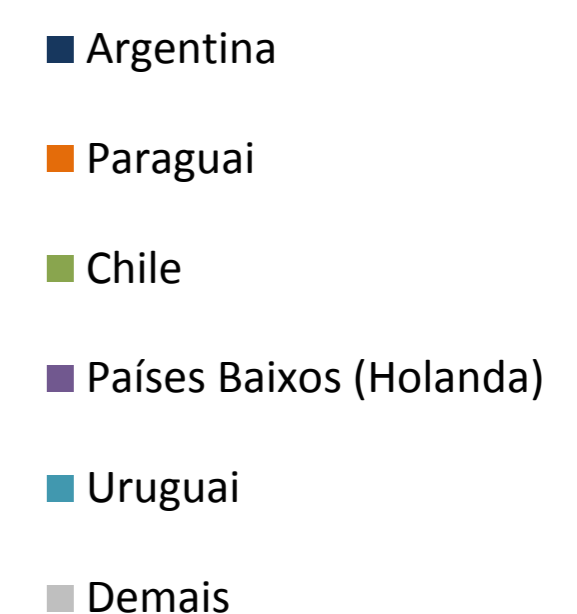 Argentina
Paraguai
Chile
Países Baixos (Holanda)
Uruguai
Demais